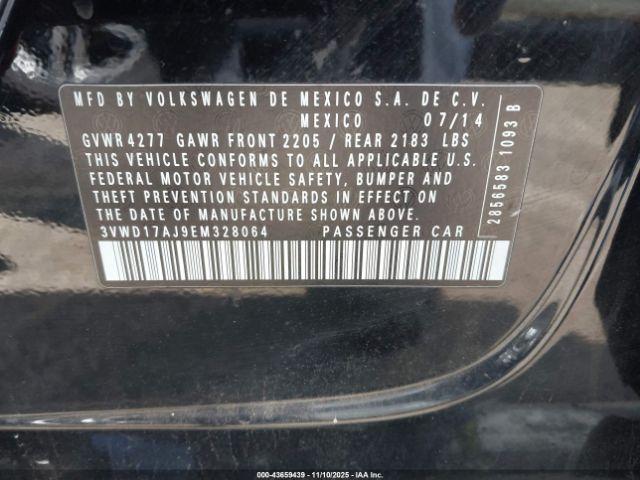 MFD BY VOLKSWAGEN DE MEXICO S.A. DE C.V.
MEXICO 07/14
GVWR 4277 GAWR FRONT 2205 / REAR 2183 LBS
THIS VEHICLE CONFORMS TO ALL APPLICABLE U.S.
FEDERAL MOTOR VEHICLE SAFETY, BUMPER AND
THEFT PREVENTION STANDARDS IN EFFECT ON
THE DATE OF MANUFACTURE SHOWN ABOVE.
3VWD17AJ9EM328064 PASSENGER CAR
2856583 1093 B
000-43659439 - 11/10/2025 - IAA Inc.